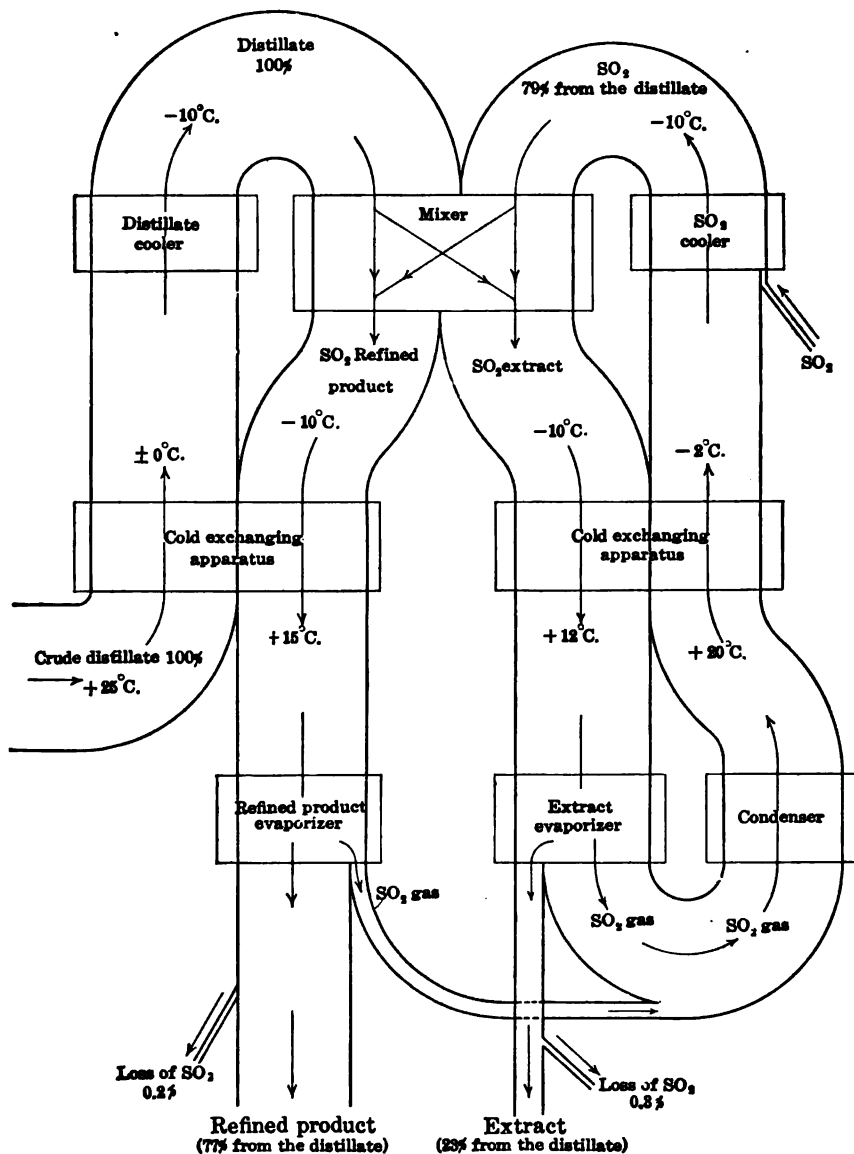 Distillate
100%
SO2
79% from the distillate
−10°C.
−10°C.
Distillate
cooler
Mixer
SO2
cooler
SO2 Refined
product
SO2 extract
SO2
± 0°C.
− 10°C.
−10°C.
− 2°C.
Cold exchanging
apparatus
Cold exchanging
apparatus
Crude distillate 100%
+ 25°C.
+ 15°C.
+ 12°C.
+ 20°C.
Refined product
evaporizer
Extract
evaporizer
Condenser
SO2 gas
SO2 gas
SO2 gas
Loss of SO2
0.2%
Loss of SO2
0.3%
Refined product
(77% from the distillate)
Extract
(23% from the distillate)